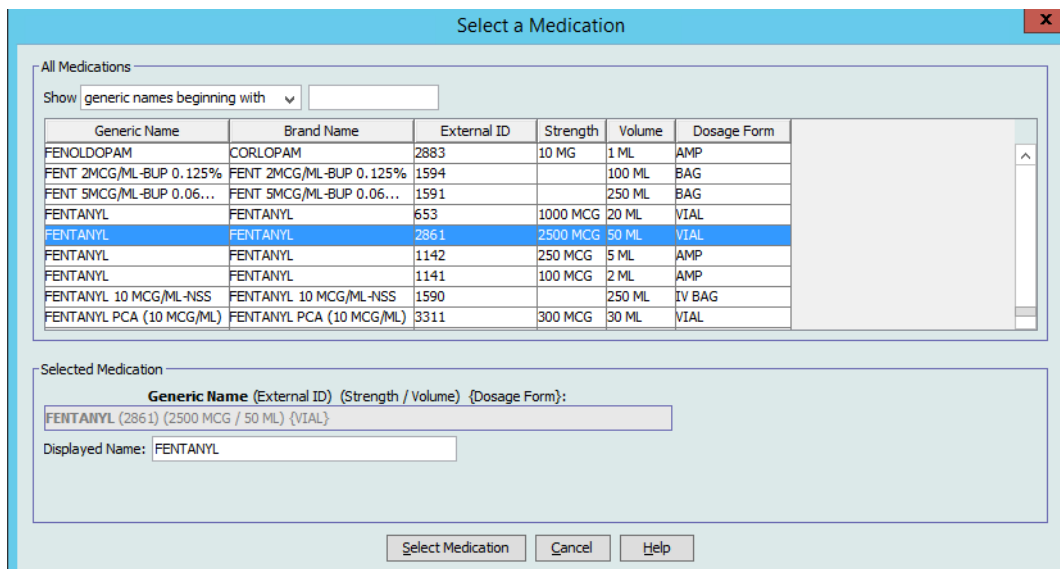 Select a Medication
x
All Medications
Show generic names beginning with
Generic Name Brand Name External ID Strength Volume Dosage Form
FENOLDOPAM CORLOPAM 2883 10 MG 1 ML AMP
FENT 2MCG/ML-BUP 0.125% FENT 2MCG/ML-BUP 0.125% 1594 100 ML BAG
FENT 5MCG/ML-BUP 0.06... FENT 5MCG/ML-BUP 0.06... 1591 250 ML BAG
FENTANYL FENTANYL 653 1000 MCG 20 ML VIAL
FENTANYL FENTANYL 2861 2500 MCG 50 ML VIAL
FENTANYL FENTANYL 1142 250 MCG 5 ML AMP
FENTANYL FENTANYL 1141 100 MCG 2 ML AMP
FENTANYL 10 MCG/ML-NSS FENTANYL 10 MCG/ML-NSS 1590 250 ML IV BAG
FENTANYL PCA (10 MCG/ML) FENTANYL PCA (10 MCG/ML) 3311 300 MCG 30 ML VIAL
Selected Medication
Generic Name (External ID) (Strength / Volume) {Dosage Form}:
FENTANYL (2861) (2500 MCG / 50 ML) {VIAL}
Displayed Name: FENTANYL
Select Medication Cancel Help